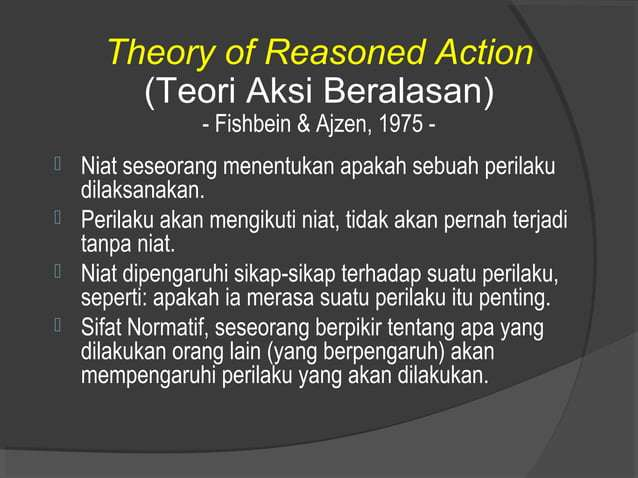 Theory of Reasoned Action
(Teori Aksi Beralasan)
- Fishbein & Ajzen, 1975 -
Niat seseorang menentukan apakah sebuah perilaku
dilaksanakan.
Perilaku akan mengikuti niat, tidak akan pernah terjadi
tanpa niat.
Niat dipengaruhi sikap-sikap terhadap suatu perilaku,
seperti: apakah ia merasa suatu perilaku itu penting.
Sifat Normatif, seseorang berpikir tentang apa yang
dilakukan orang lain (yang berpengaruh) akan
mempengaruhi perilaku yang akan dilakukan.